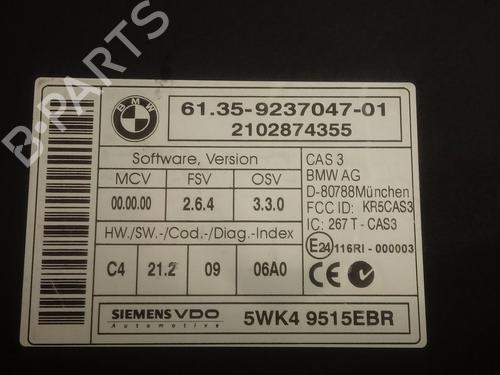 B-PARTS
BMW
61.35-9237047-01
2102874355
Software, Version
MCV FSV OSV
00.00.00 2.6.4 3.3.0
HW./SW.-/Cod.-/Diag.-Index
C4 21.2 09 06A0
CAS 3
BMW AG
D-80788München
FCC ID: KR5CAS3
IC: 267 T - CAS3
E24 116RI - 000003
CE
SIEMENS VDO
Automotive
5WK4 9515EBR